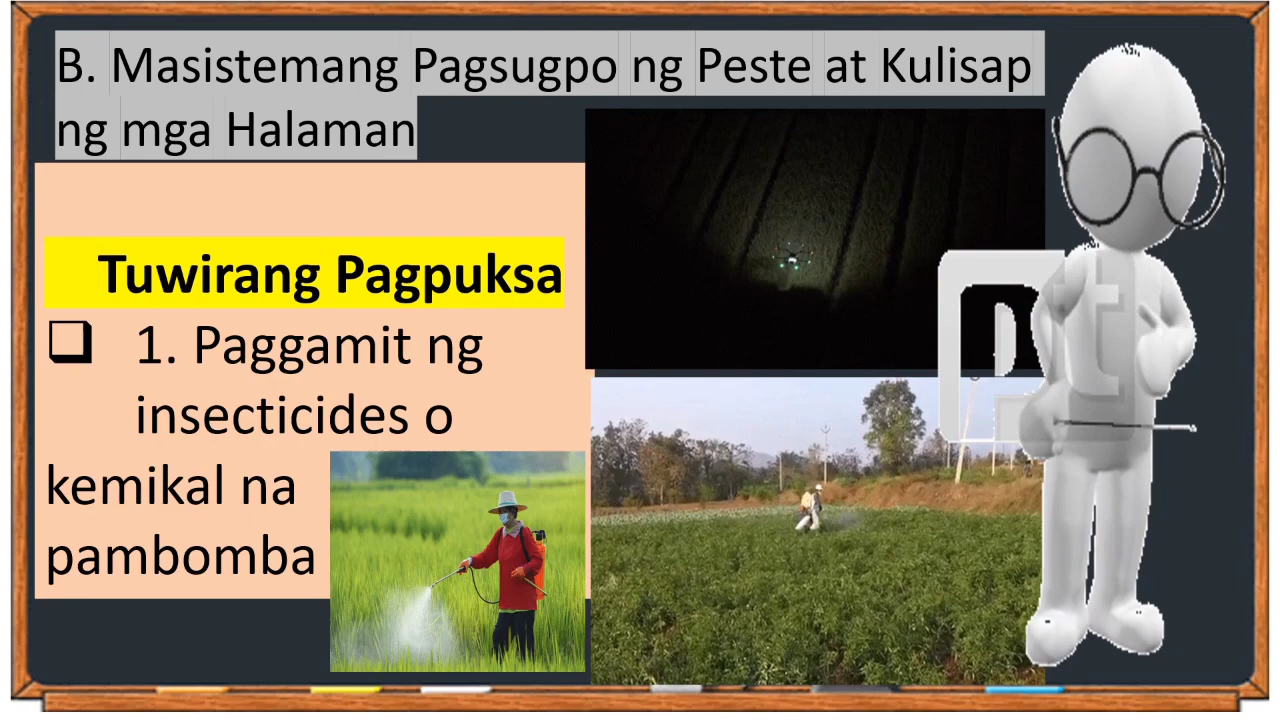 B. Masistemang Pagsugpo ng Peste at Kulisap
ng mga Halaman
Tuwirang Pagpuksa
1. Paggamit ng
insecticides o
kemikal na
pambomba